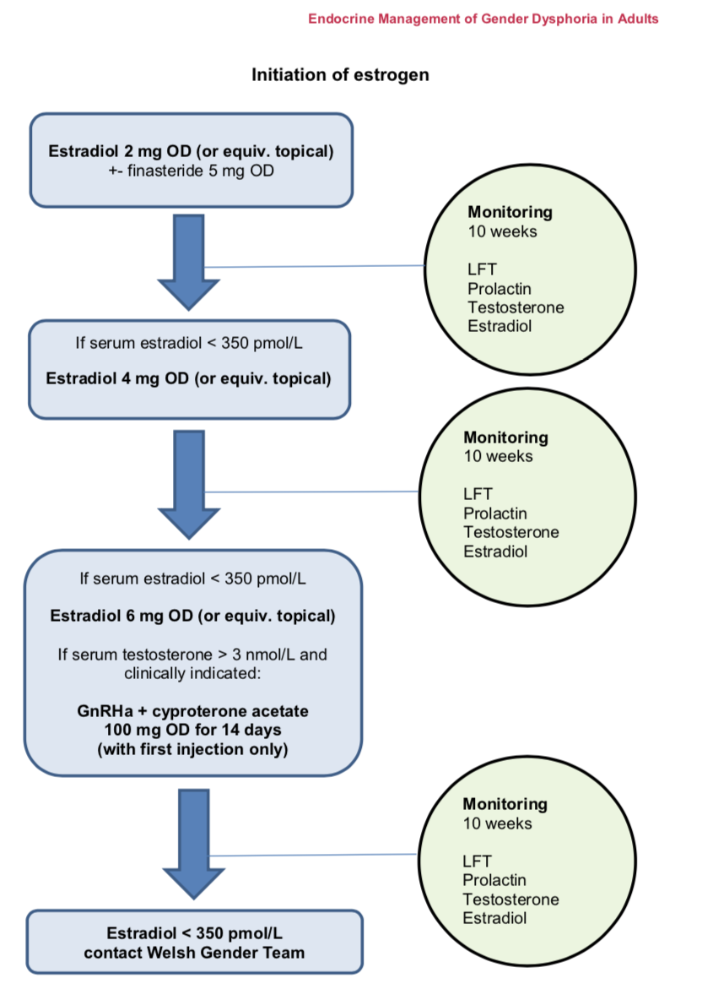 Endocrine Management of Gender Dysphoria in Adults
Initiation of estrogen
Estradiol 2 mg OD (or equiv. topical)
+- finasteride 5 mg OD
Monitoring
10 weeks
LFT
Prolactin
Testosterone
Estradiol
If serum estradiol < 350 pmol/L
Estradiol 4 mg OD (or equiv. topical)
Monitoring
10 weeks
LFT
Prolactin
Testosterone
Estradiol
If serum estradiol < 350 pmol/L
Estradiol 6 mg OD (or equiv. topical)
If serum testosterone > 3 nmol/L and
clinically indicated:
GnRHa + cyproterone acetate
100 mg OD for 14 days
(with first injection only)
Monitoring
10 weeks
LFT
Prolactin
Testosterone
Estradiol
Estradiol < 350 pmol/L
contact Welsh Gender Team